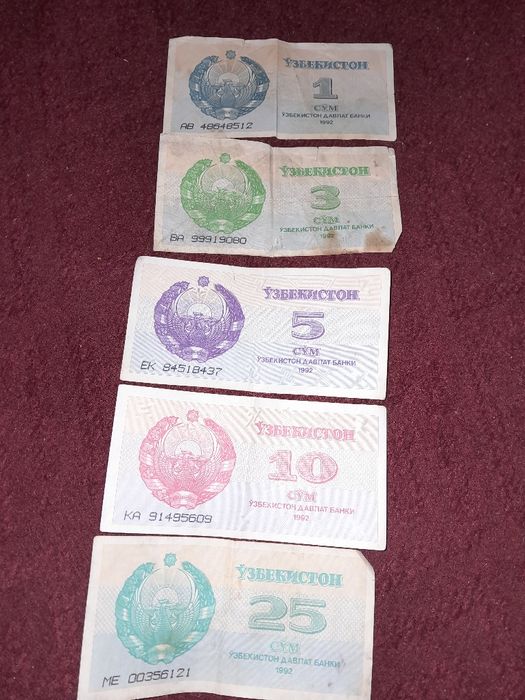 ЎЗБЕКИСТОН
1
СЎМ
ЎЗБЕКИСТОН ДАВЛАТ БАНКИ
1992
АВ 48648512
ЎЗБЕКИСТОН
3
СЎМ
ЎЗБЕКИСТОН ДАВЛАТ БАНКИ
1992
ВА 99919080
ЎЗБЕКИСТОН
5
СЎМ
ЎЗБЕКИСТОН ДАВЛАТ БАНКИ
1992
ЕК 84518437
ЎЗБЕКИСТОН
10
СЎМ
ЎЗБЕКИСТОН ДАВЛАТ БАНКИ
1992
КА 91495609
ЎЗБЕКИСТОН
25
СЎМ
ЎЗБЕКИСТОН ДАВЛАТ БАНКИ
1992
МЕ 00356121